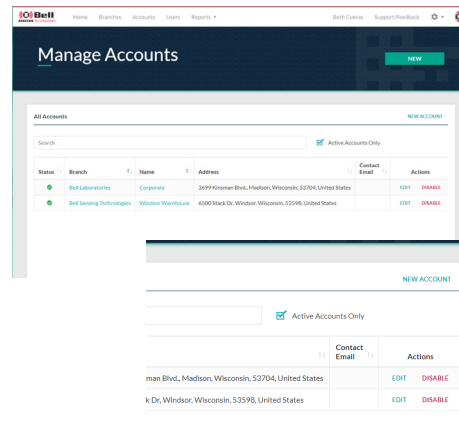 Bell
Home Branches Accounts Users Reports Beth Cuevas Support/Feedback
Manage Accounts
NEW
All Accounts NEW ACCOUNT
Search Active Accounts Only
Status Branch Name Address Contact Email Actions
Bell Laboratories Corporate 3699 Kinsman Blvd., Madison, Wisconsin, 53704, United States EDIT DISABLE
Bell Sensing Technologies Windsor Warehouse 6500 Stack Dr, Windsor, Wisconsin, 53598, United States EDIT DISABLE
NEW ACCOUNT
Active Accounts Only
Contact
Email Actions
man Blvd., Madison, Wisconsin, 53704, United States EDIT DISABLE
k Dr, Windsor, Wisconsin, 53598, United States EDIT DISABLE